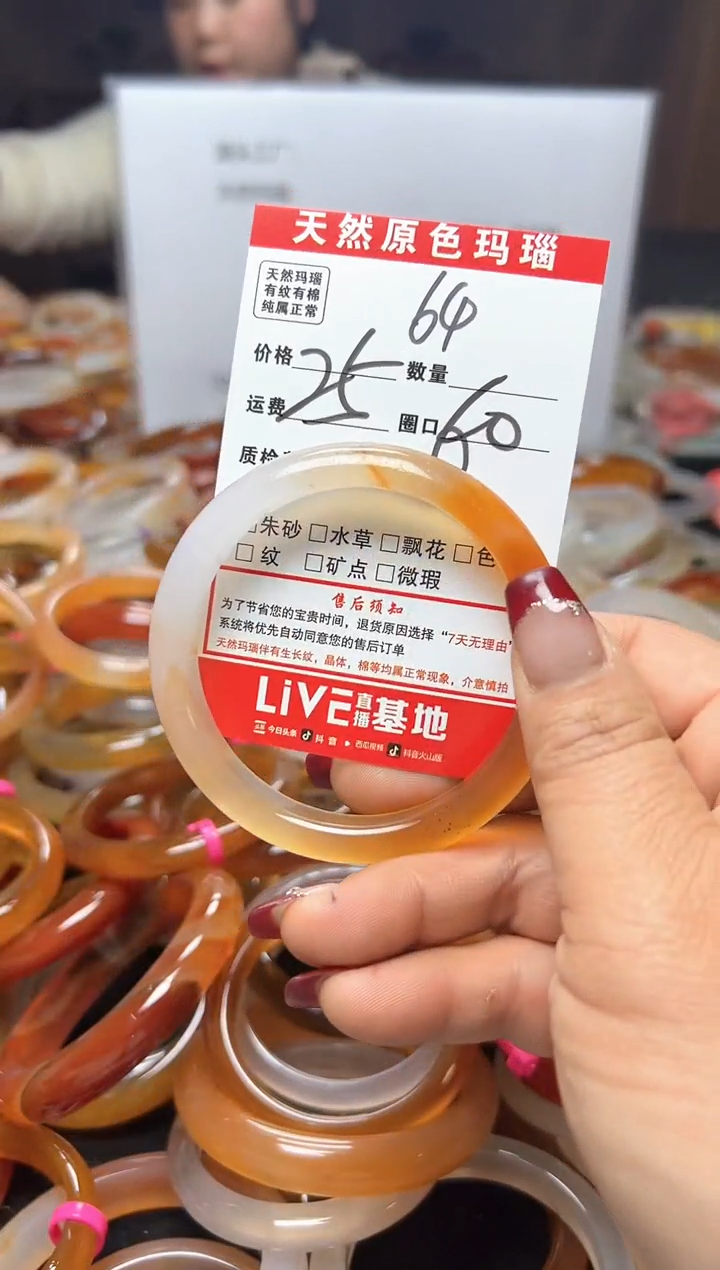 天然原色玛瑙
天然玛瑙
有纹有棉
纯属正常
64
价格 25 数量
运费 圈口 60
质检
朱砂 □水草 □飘花 □色
□ 纹 □矿点 □微瑕
售后须知
为了节省您的宝贵时间，退货原因选择“7天无理由”
系统将优先自动同意您的售后订单
天然玛瑙伴有生长纹，晶体，棉等均属正常现象，介意慎拍
LIVE直播基地
今日头条 抖音 西瓜视频 抖音火山版